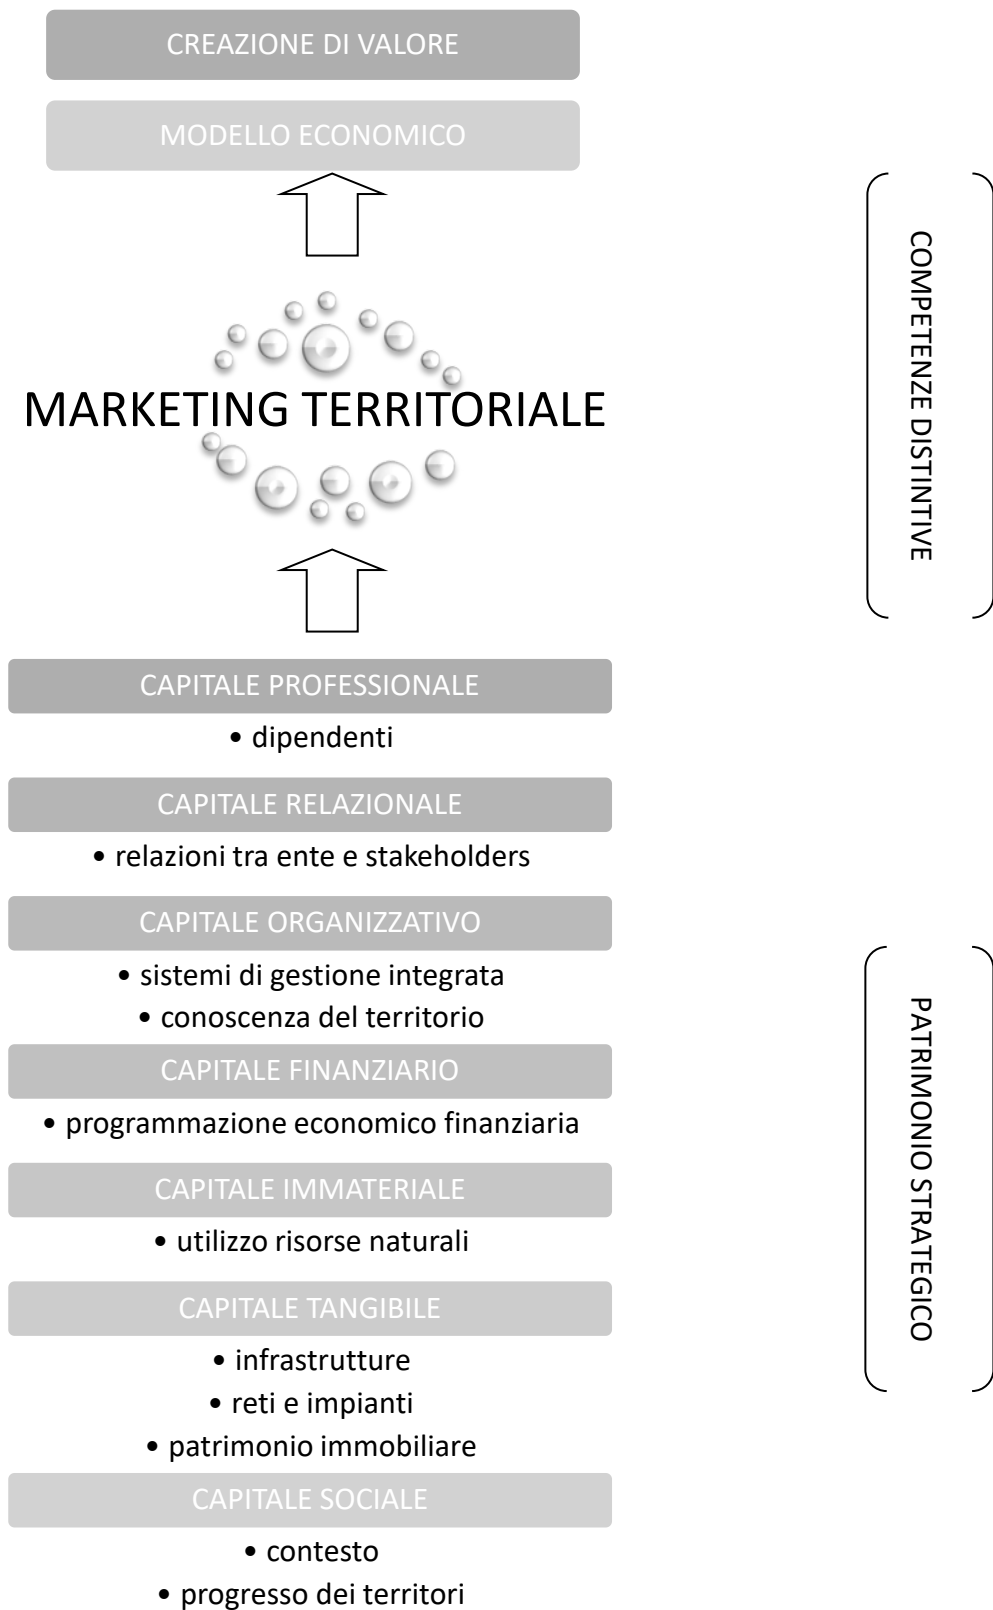 CREAZIONE DI VALORE
MODELLO ECONOMICO
MARKETING TERRITORIALE
COMPETENZE DISTINTIVE
CAPITALE PROFESSIONALE
• dipendenti
CAPITALE RELAZIONALE
• relazioni tra ente e stakeholders
CAPITALE ORGANIZZATIVO
• sistemi di gestione integrata
• conoscenza del territorio
CAPITALE FINANZIARIO
• programmazione economico finanziaria
CAPITALE IMMATERIALE
• utilizzo risorse naturali
CAPITALE TANGIBILE
• infrastrutture
• reti e impianti
• patrimonio immobiliare
CAPITALE SOCIALE
• contesto
• progresso dei territori
PATRIMONIO STRATEGICO